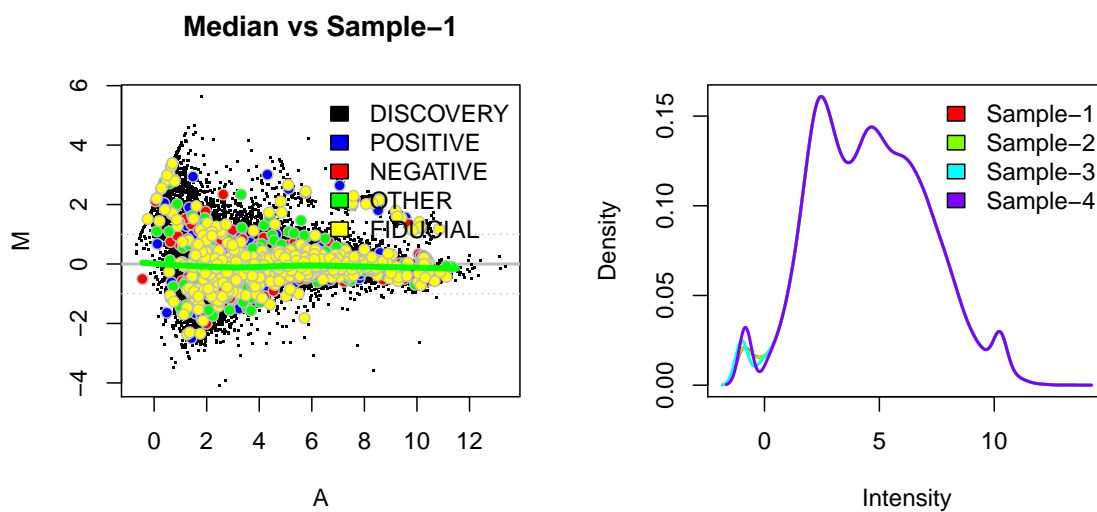 Median vs Sample−1
M
6
4
2
0
−2
−4
DISCOVERY
POSITIVE
NEGATIVE
OTHER
FIDUCIAL
0 2 4 6 8 10 12
A
Density
0.15
0.10
0.05
0.00
Sample−1
Sample−2
Sample−3
Sample−4
0 5 10
Intensity